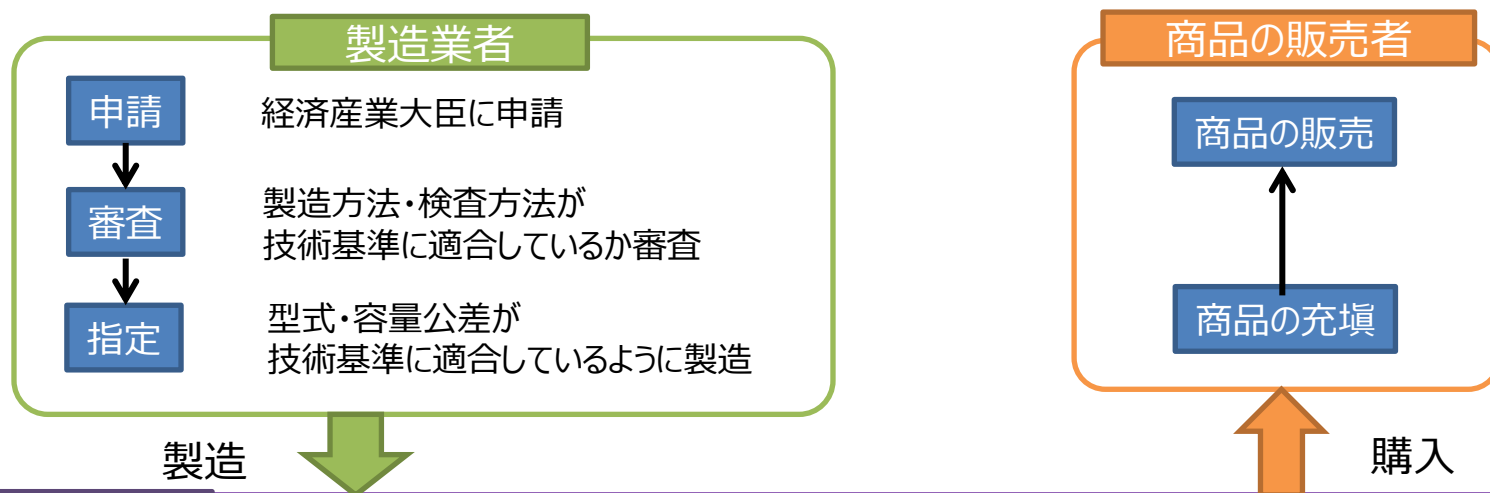 製造業者
申請
経済産業大臣に申請
審査
製造方法・検査方法が
技術基準に適合しているか審査
指定
型式・容量公差が
技術基準に適合しているように製造
製造
商品の販売者
商品の販売
商品の充塡
購入